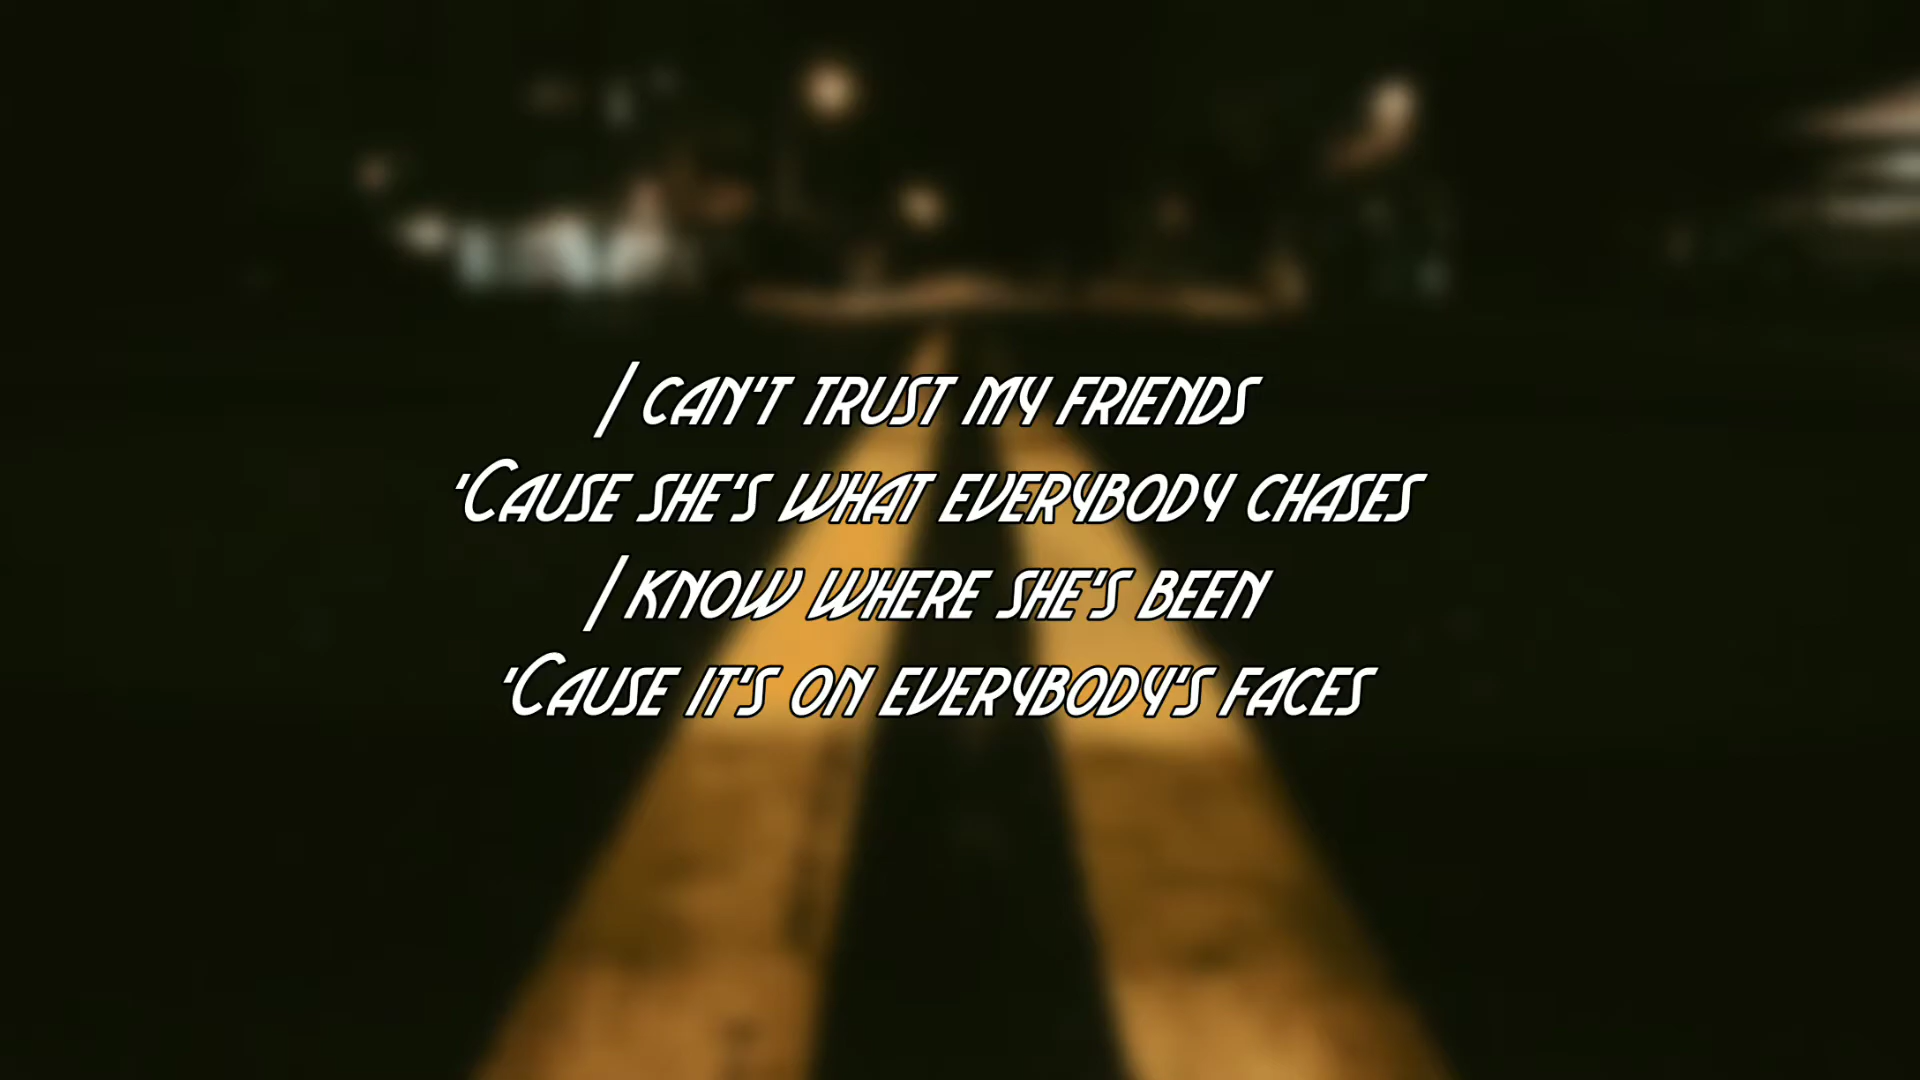 I can't trust my friends
'Cause she's what everybody chases
I know where she's been
'Cause it's on everybody's faces